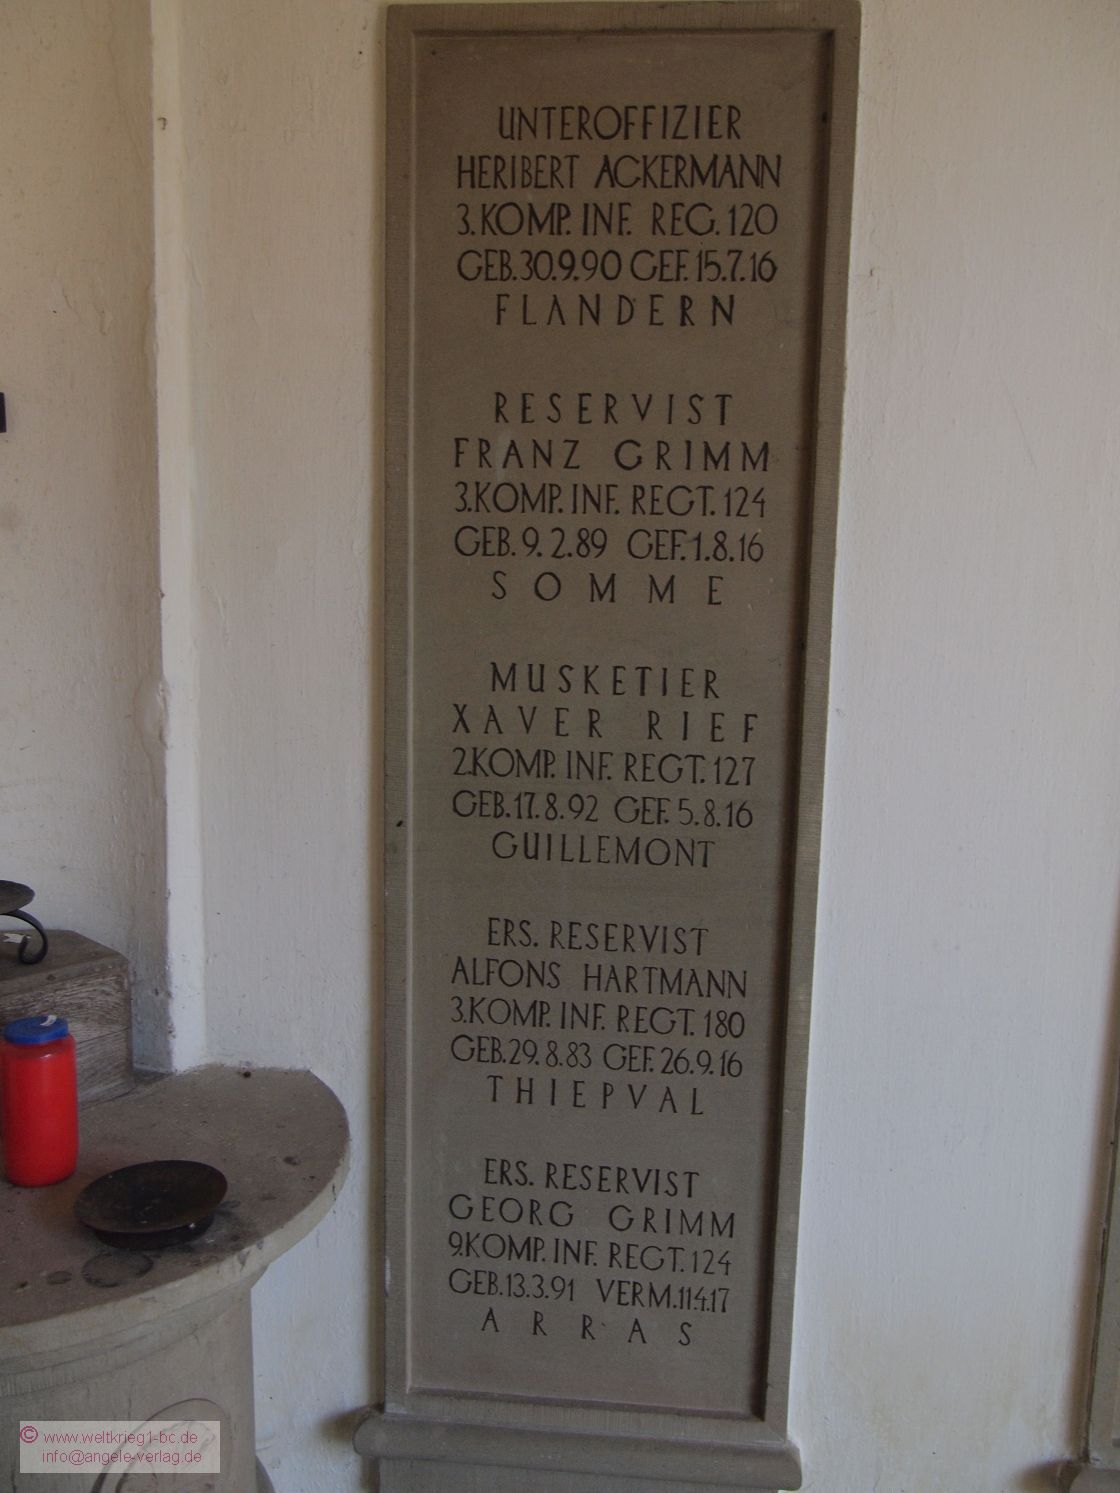 UNTEROFFIZIER
HERIBERT ACKERMANN
3.KOMP. INF. REG. 120
GEB.30.9.90 GEF. 15.7.16
FLANDERN
RESERVIST
FRANZ GRIMM
3.KOMP. INF. REGT. 124
GEB. 9.2.89 GEF. 1.8.16
SOMME
MUSKETIER
XAVER RIEF
2.KOMP. INF. REGT. 127
GEB.17.8.92 GEF. 5.8.16
GUILLEMONT
ERS. RESERVIST
ALFONS HARTMANN
3.KOMP. INF. REGT. 180
GEB.29.8.83 GEF. 26.9.16
THIEPVAL
ERS. RESERVIST
GEORG GRIMM
9.KOMP. INF. REGT. 124
GEB.13.3.91 VERM.11.4.17
ARRAS
© www.weltkrieg1-bc.de
info@angele-verlag.de